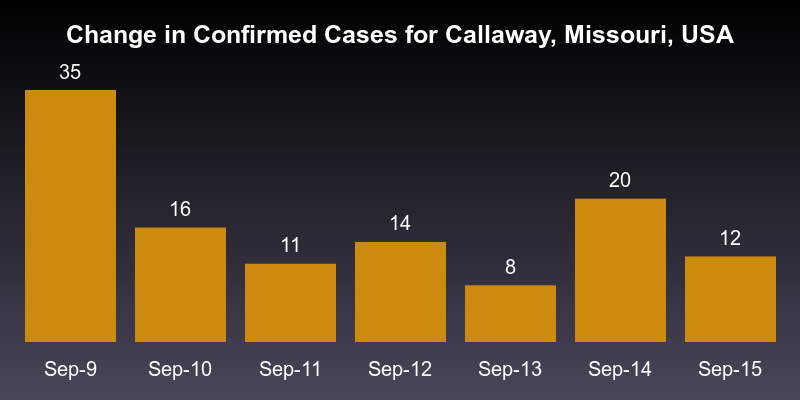 Change in Confirmed Cases for Callaway, Missouri, USA
35
16
11
14
8
20
12
Sep-9
Sep-10
Sep-11
Sep-12
Sep-13
Sep-14
Sep-15